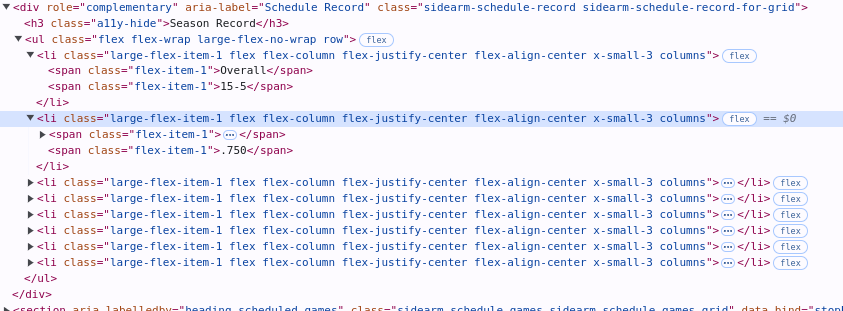 <div role="complementary" aria-label="Schedule Record" class="sidearm-schedule-record sidearm-schedule-record-for-grid">
<h3 class="a11y-hide">Season Record</h3>
<ul class="flex flex-wrap large-flex-no-wrap row"> flex
<li class="large-flex-item-1 flex flex-column flex-justify-center flex-align-center x-small-3 columns"> flex
<span class="flex-item-1">Overall</span>
<span class="flex-item-1">15-5</span>
</li>
<li class="large-flex-item-1 flex flex-column flex-justify-center flex-align-center x-small-3 columns"> flex == $0
<span class="flex-item-1">…</span>
<span class="flex-item-1">.750</span>
</li>
<li class="large-flex-item-1 flex flex-column flex-justify-center flex-align-center x-small-3 columns">…</li> flex
<li class="large-flex-item-1 flex flex-column flex-justify-center flex-align-center x-small-3 columns">…</li> flex
<li class="large-flex-item-1 flex flex-column flex-justify-center flex-align-center x-small-3 columns">…</li> flex
<li class="large-flex-item-1 flex flex-column flex-justify-center flex-align-center x-small-3 columns">…</li> flex
<li class="large-flex-item-1 flex flex-column flex-justify-center flex-align-center x-small-3 columns">…</li> flex
<li class="large-flex-item-1 flex flex-column flex-justify-center flex-align-center x-small-3 columns">…</li> flex
</ul>
</div>
<section aria-labelledby="heading-scheduled-games" class="sidearm-schedule-games sidearm-schedule-games-grid" data-bind="